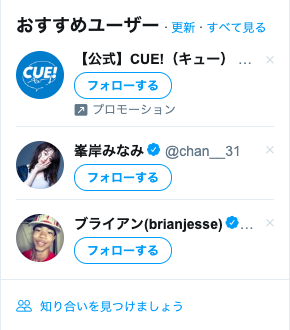 おすすめユーザー · 更新 · すべて見る
CUE!
【公式】CUE!（キュー） ...
フォローする
プロモーション
峯岸みなみ @chan__31
フォローする
ブライアン(brianjesse) ...
フォローする
知り合いを見つけましょう